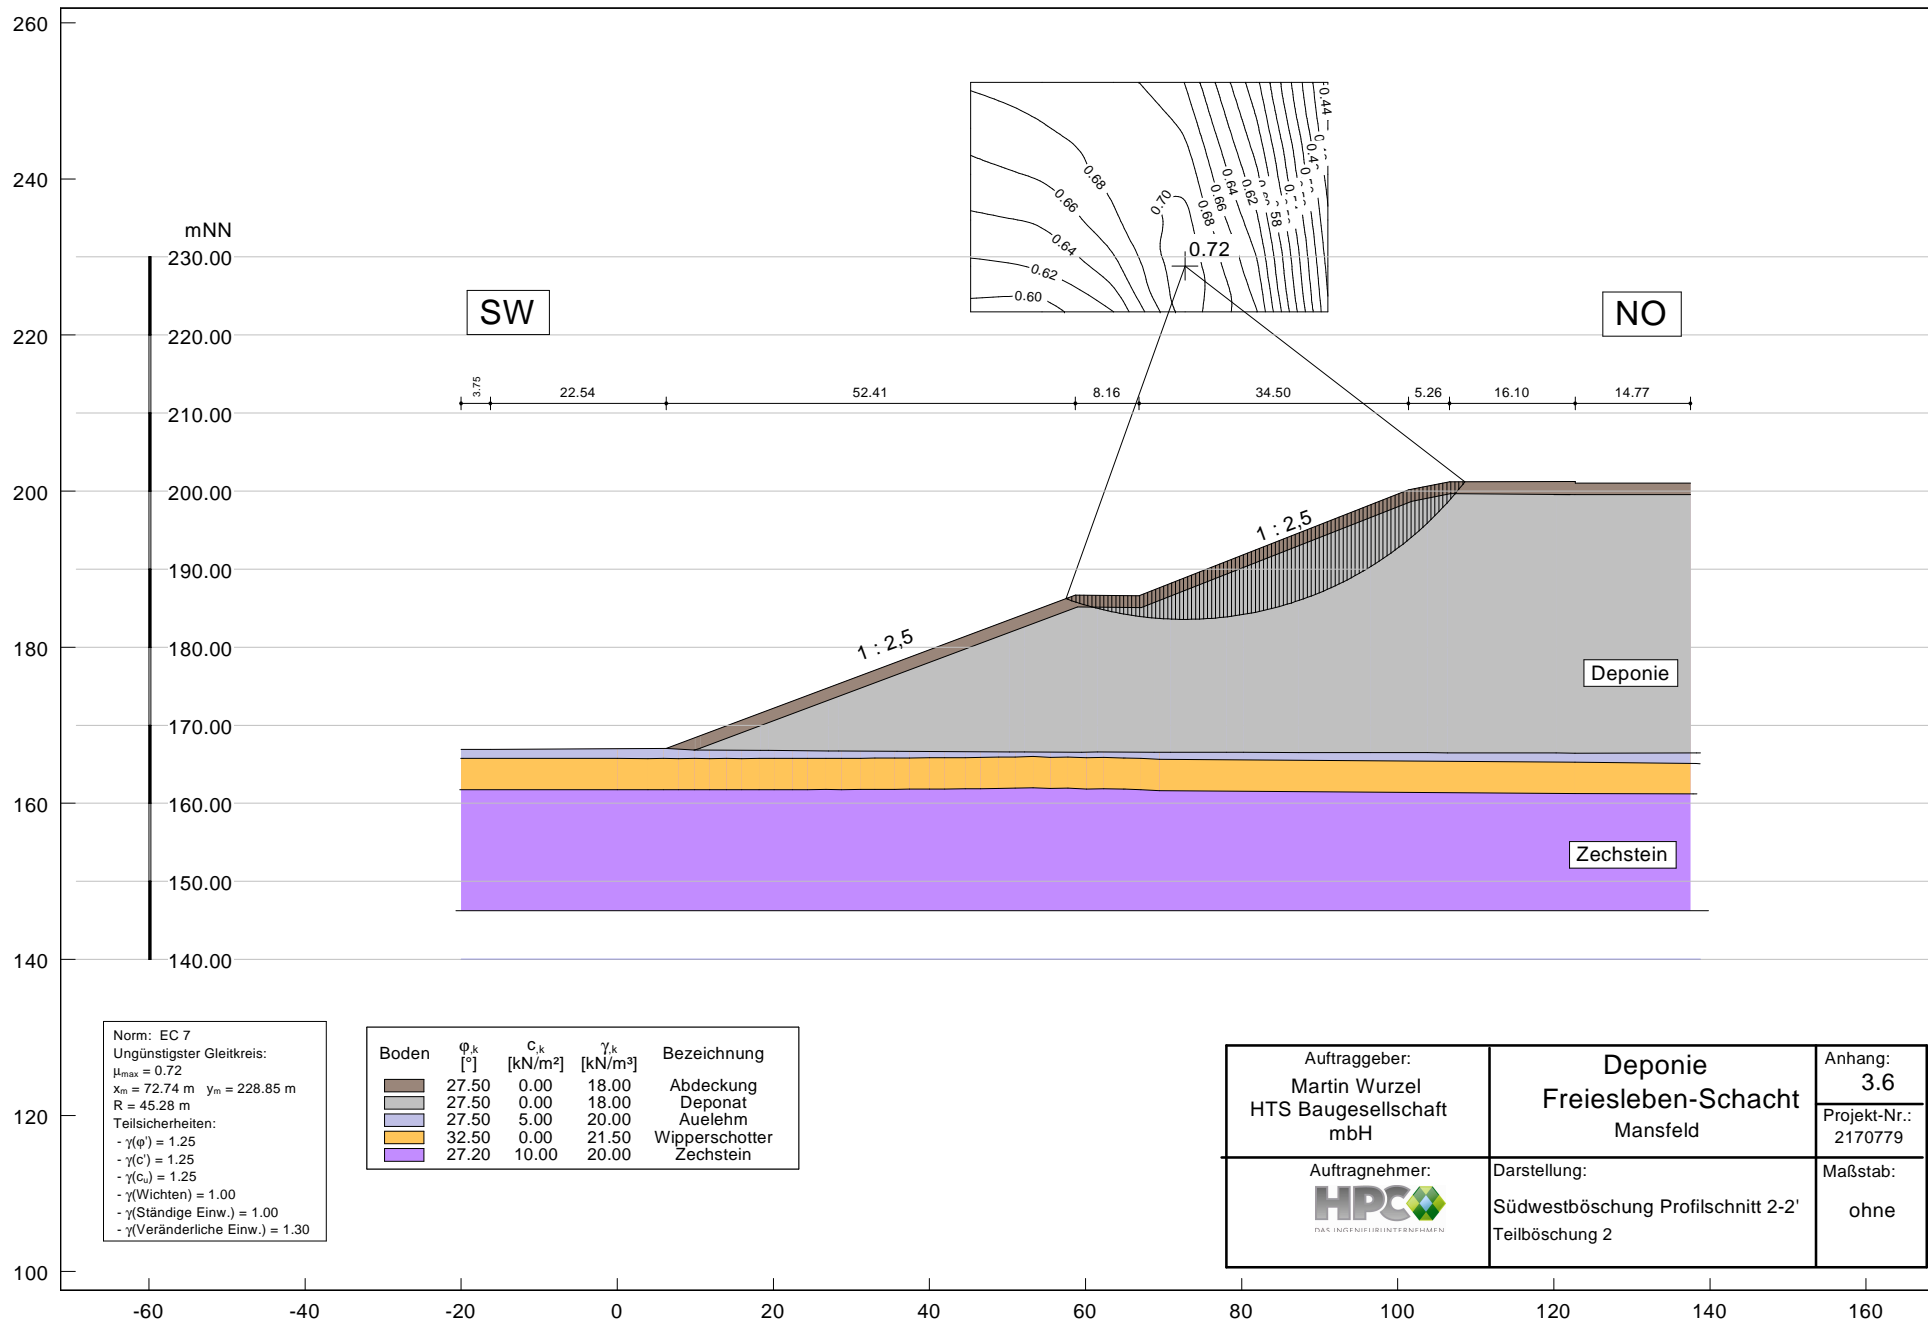 260
240
220
200
180
160
140
120
100
-60
-40
-20
0
20
40
60
80
100
120
140
160
mNN
230.00
220.00
210.00
200.00
190.00
180.00
170.00
160.00
150.00
140.00
SW
NO
0.68
0.66
0.64
0.62
0.60
0.70
0.68
0.66
0.64
0.62
58
0.44
0.72
3.75
22.54
52.41
8.16
34.50
5.26
16.10
14.77
1 : 2,5
1 : 2,5
Deponie
Zechstein
Norm: EC 7
Ungünstigster Gleitkreis:
μmax = 0.72
xm = 72.74 m ym = 228.85 m
R = 45.28 m
Teilsicherheiten:
- γ(φ') = 1.25
- γ(c') = 1.25
- γ(cu) = 1.25
- γ(Wichten) = 1.00
- γ(Ständige Einw.) = 1.00
- γ(Veränderliche Einw.) = 1.30
Boden φ,k [°] c,k [kN/m²] γ,k [kN/m³] Bezeichnung
27.50 0.00 18.00 Abdeckung
27.50 0.00 18.00 Deponat
27.50 5.00 20.00 Auelehm
32.50 0.00 21.50 Wipperschotter
27.20 10.00 20.00 Zechstein
Auftraggeber:
Martin Wurzel
HTS Baugesellschaft
mbH
Deponie
Freiesleben-Schacht
Mansfeld
Anhang:
3.6
Projekt-Nr.:
2170779
Auftragnehmer:
HPC
DAS INGENIEURUNTERNEHMEN
Darstellung:
Südwestböschung Profilschnitt 2-2'
Teilböschung 2
Maßstab:
ohne